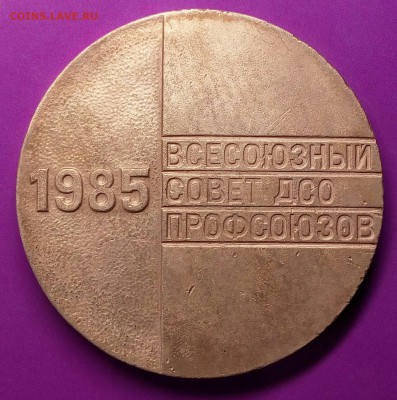 COINS.LAVE.RU
1985
ВСЕСОЮЗНЫЙ
СОВЕТ ДСО
ПРОФСОЮЗОВ